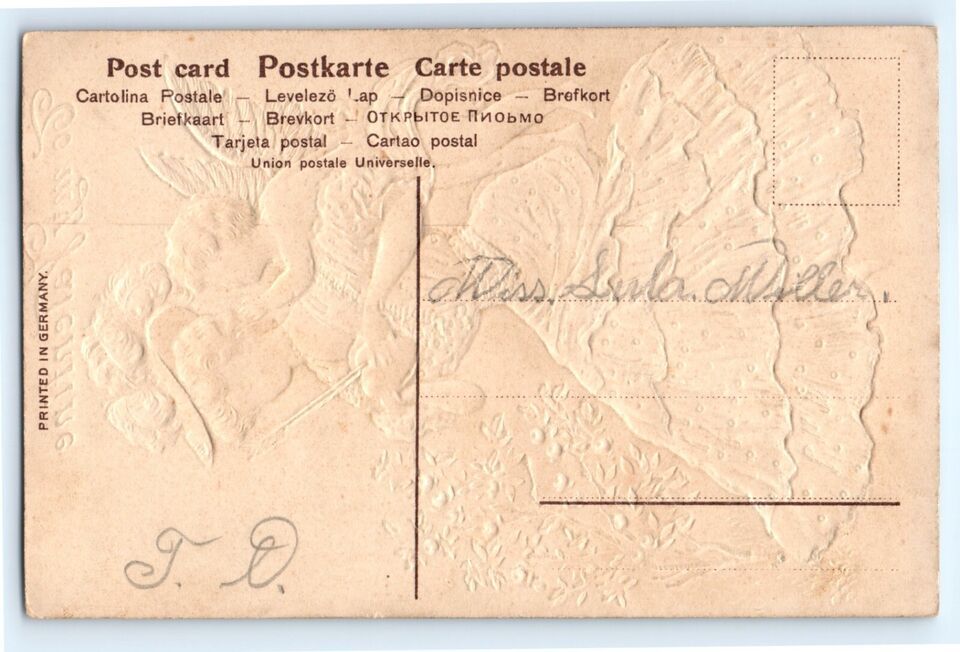 Post card Postkarte Carte postale
Cartolina Postale – Levelezö Lap – Dopisnice – Brefkort
Briefkaart – Brevkort – Открытое Письмо
Tarjeta postal – Cartao postal
Union postale Universelle.
PRINTED IN GERMANY.
Miss. Lula. Miller.
T. O.